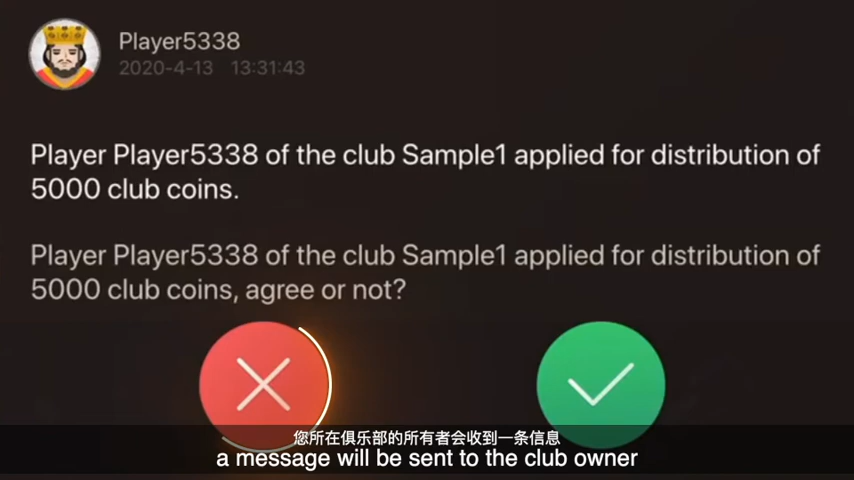 Player5338
2020-4-13 13:31:43
Player Player5338 of the club Sample1 applied for distribution of
5000 club coins.
Player Player5338 of the club Sample1 applied for distribution of
5000 club coins, agree or not?
您所在俱乐部的所有者会收到一条信息
a message will be sent to the club owner